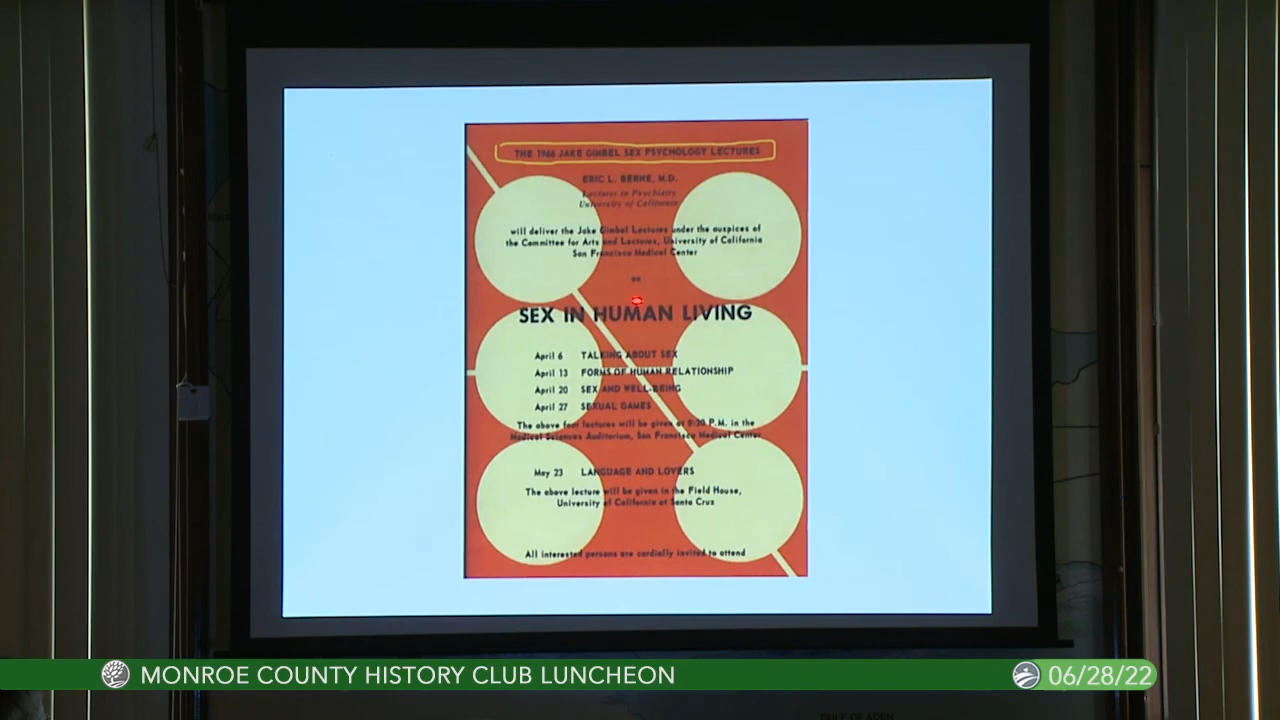 THE 1966 JAKE GIMBEL SEX PSYCHOLOGY LECTURES
ERIC L. BERNE, M.D.
Lecturer in Psychiatry
University of California
will deliver the Jake Gimbel Lectures under the auspices of
the Committee for Arts and Lectures, University of California
San Francisco Medical Center
on
SEX IN HUMAN LIVING
April 6 TALKING ABOUT SEX
April 13 FORMS OF HUMAN RELATIONSHIP
April 20 SEX AND WELL-BEING
April 27 SEXUAL GAMES
The above four lectures will be given at 8:30 P.M. in the
Medical Sciences Auditorium, San Francisco Medical Center
May 23 LANGUAGE AND LOVERS
The above lecture will be given in the Field House,
University of California at Santa Cruz
All interested persons are cordially invited to attend
MONROE COUNTY HISTORY CLUB LUNCHEON
06/28/22
GULF OF ADEN